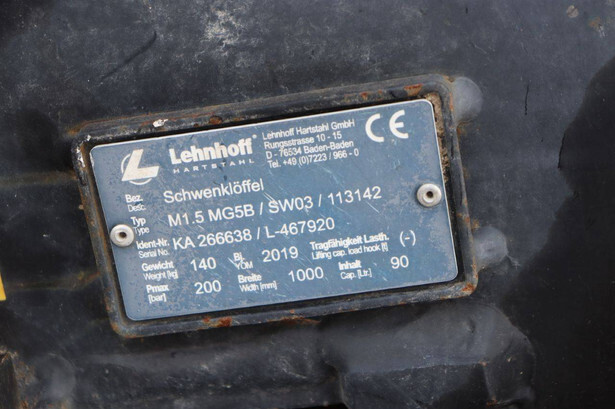 Lehnhoff®
HARTSTAHL
Lehnhoff Hartstahl GmbH
Rungsstrasse 10 - 15
D - 76534 Baden-Baden
Tel. +49 (0)7223 / 966 - 0
CE
Bez. Schwenklöffel
Desc.
Typ M1.5 MG5B / SW03 / 113142
Type
Ident-Nr. KA 266638 / L-467920
Serial No.
Gewicht 140 Bj. 2019 Tragfähigkeit Lasth. (-)
Weight [kg] YOM Lifting cap. load hook [t]
Pmax 200 Breite 1000 Inhalt 90
[bar] Width [mm] Cap. [Ltr.]